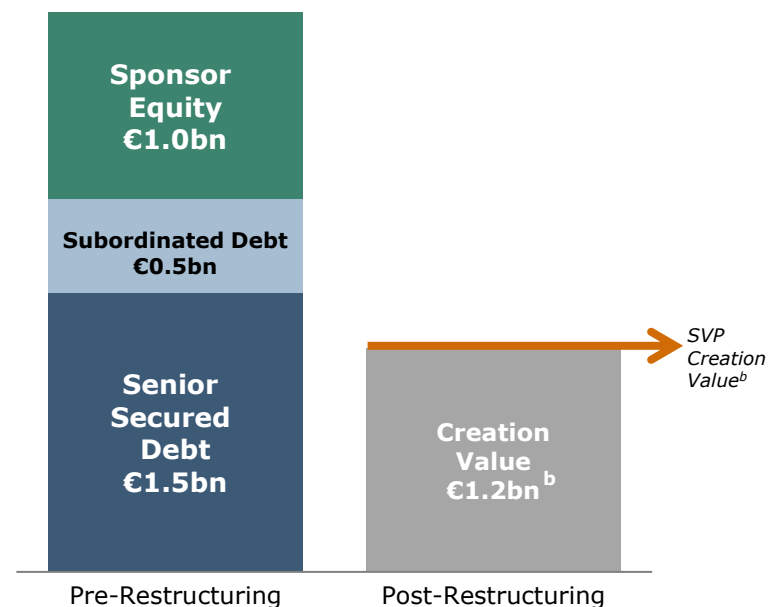 Sponsor
Equity
€1.0bn
Subordinated Debt
€0.5bn
Senior
Secured
Debt
€1.5bn
SVP
Creation
Value^b
Creation
Value
€1.2bn^b
Pre-Restructuring
Post-Restructuring